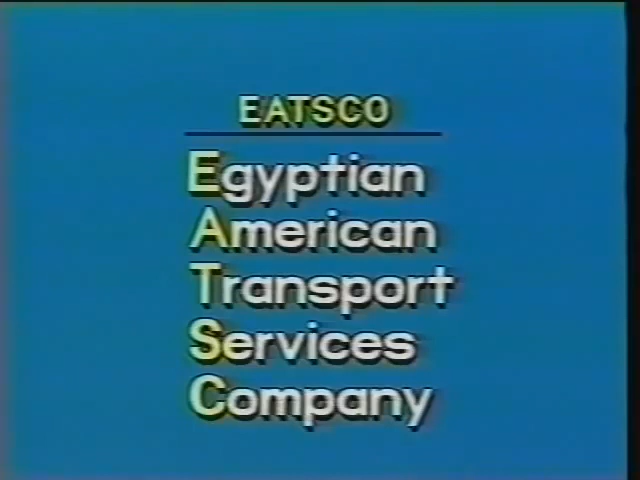 EATSCO
Egyptian
American
Transport
Services
Company